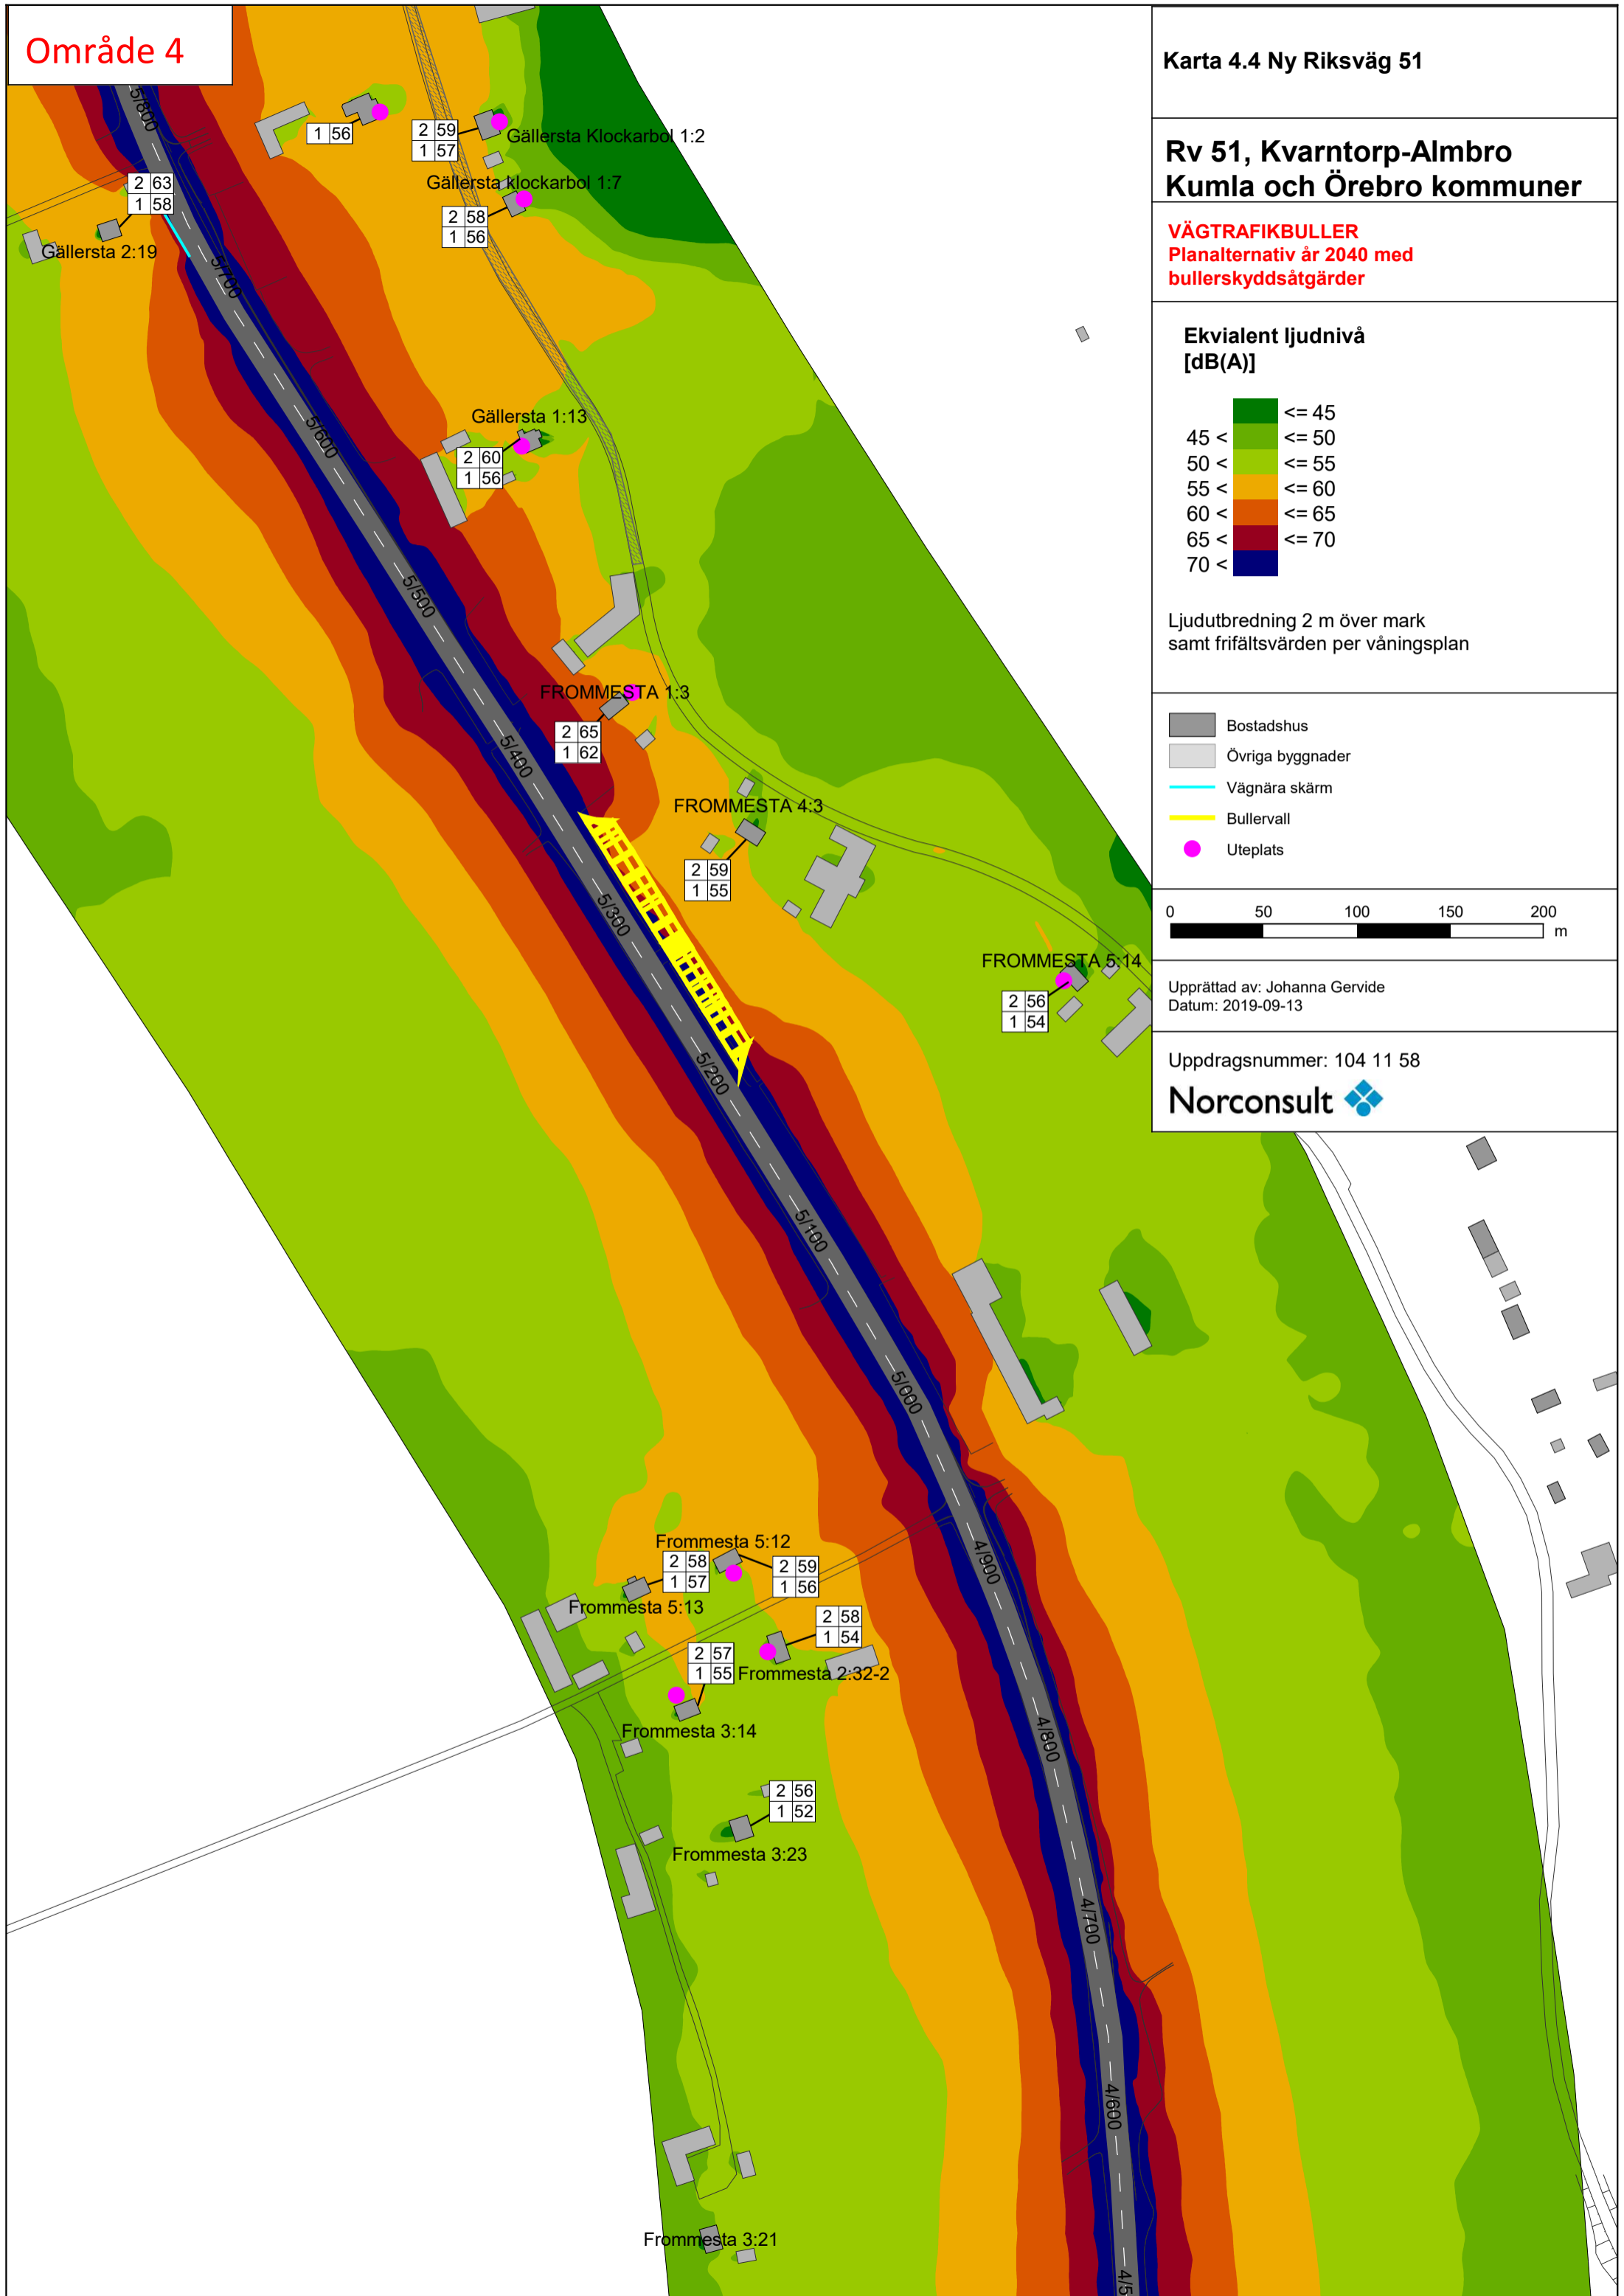 Område 4
Karta 4.4 Ny Riksväg 51
Rv 51, Kvarntorp-Almbro
Kumla och Örebro kommuner
VÄGTRAFIKBULLER
Planalternativ år 2040 med
bullerskyddsåtgärder
Ekvialent ljudnivå
[dB(A)]
<= 45
45 < <= 50
50 < <= 55
55 < <= 60
60 < <= 65
65 < <= 70
70 <
Ljudutbredning 2 m över mark
samt frifältsvärden per våningsplan
Bostadshus
Övriga byggnader
Vägnära skärm
Bullervall
Uteplats
0 50 100 150 200
m
Upprättad av: Johanna Gervide
Datum: 2019-09-13
Uppdragsnummer: 104 11 58
Norconsult
5/800
1 56
2 59
1 57
Gällersta Klockarbol 1:2
Gällersta klockarbol 1:7
2 58
1 56
2 63
1 58
Gällersta 2:19
5/700
Gällersta 1:13
2 60
1 56
5/600
5/500
FROMMESTA 1:3
2 65
1 62
5/400
FROMMESTA 4:3
2 59
1 55
5/300
FROMMESTA 5:14
2 56
1 54
5/200
5/100
5/000
Frommesta 5:12
2 58
1 57
2 59
1 56
Frommesta 5:13
4/900
2 58
1 54
2 57
1 55
Frommesta 2:32-2
Frommesta 3:14
4/800
2 56
1 52
Frommesta 3:23
4/700
4/600
Frommesta 3:21
4/5